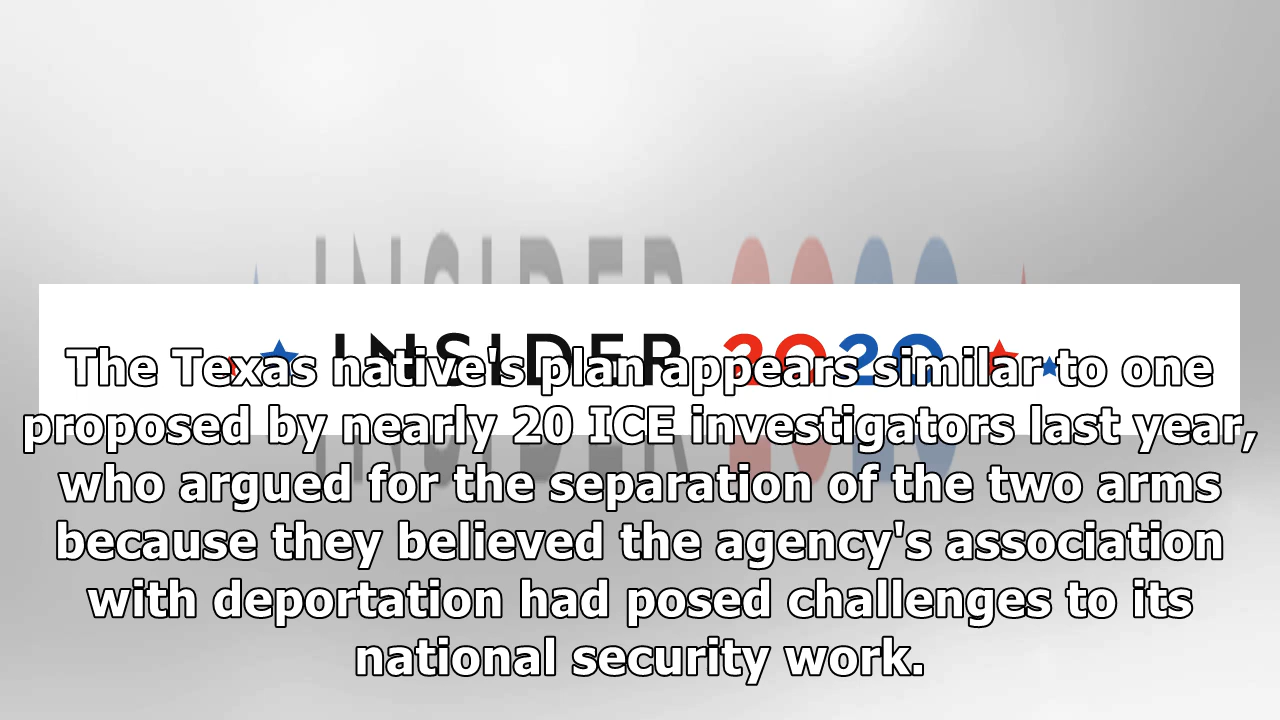 INSIDER 2020
The Texas native's plan appears similar to one
proposed by nearly 20 ICE investigators last year,
who argued for the separation of the two arms
because they believed the agency's association
with deportation had posed challenges to its
national security work.